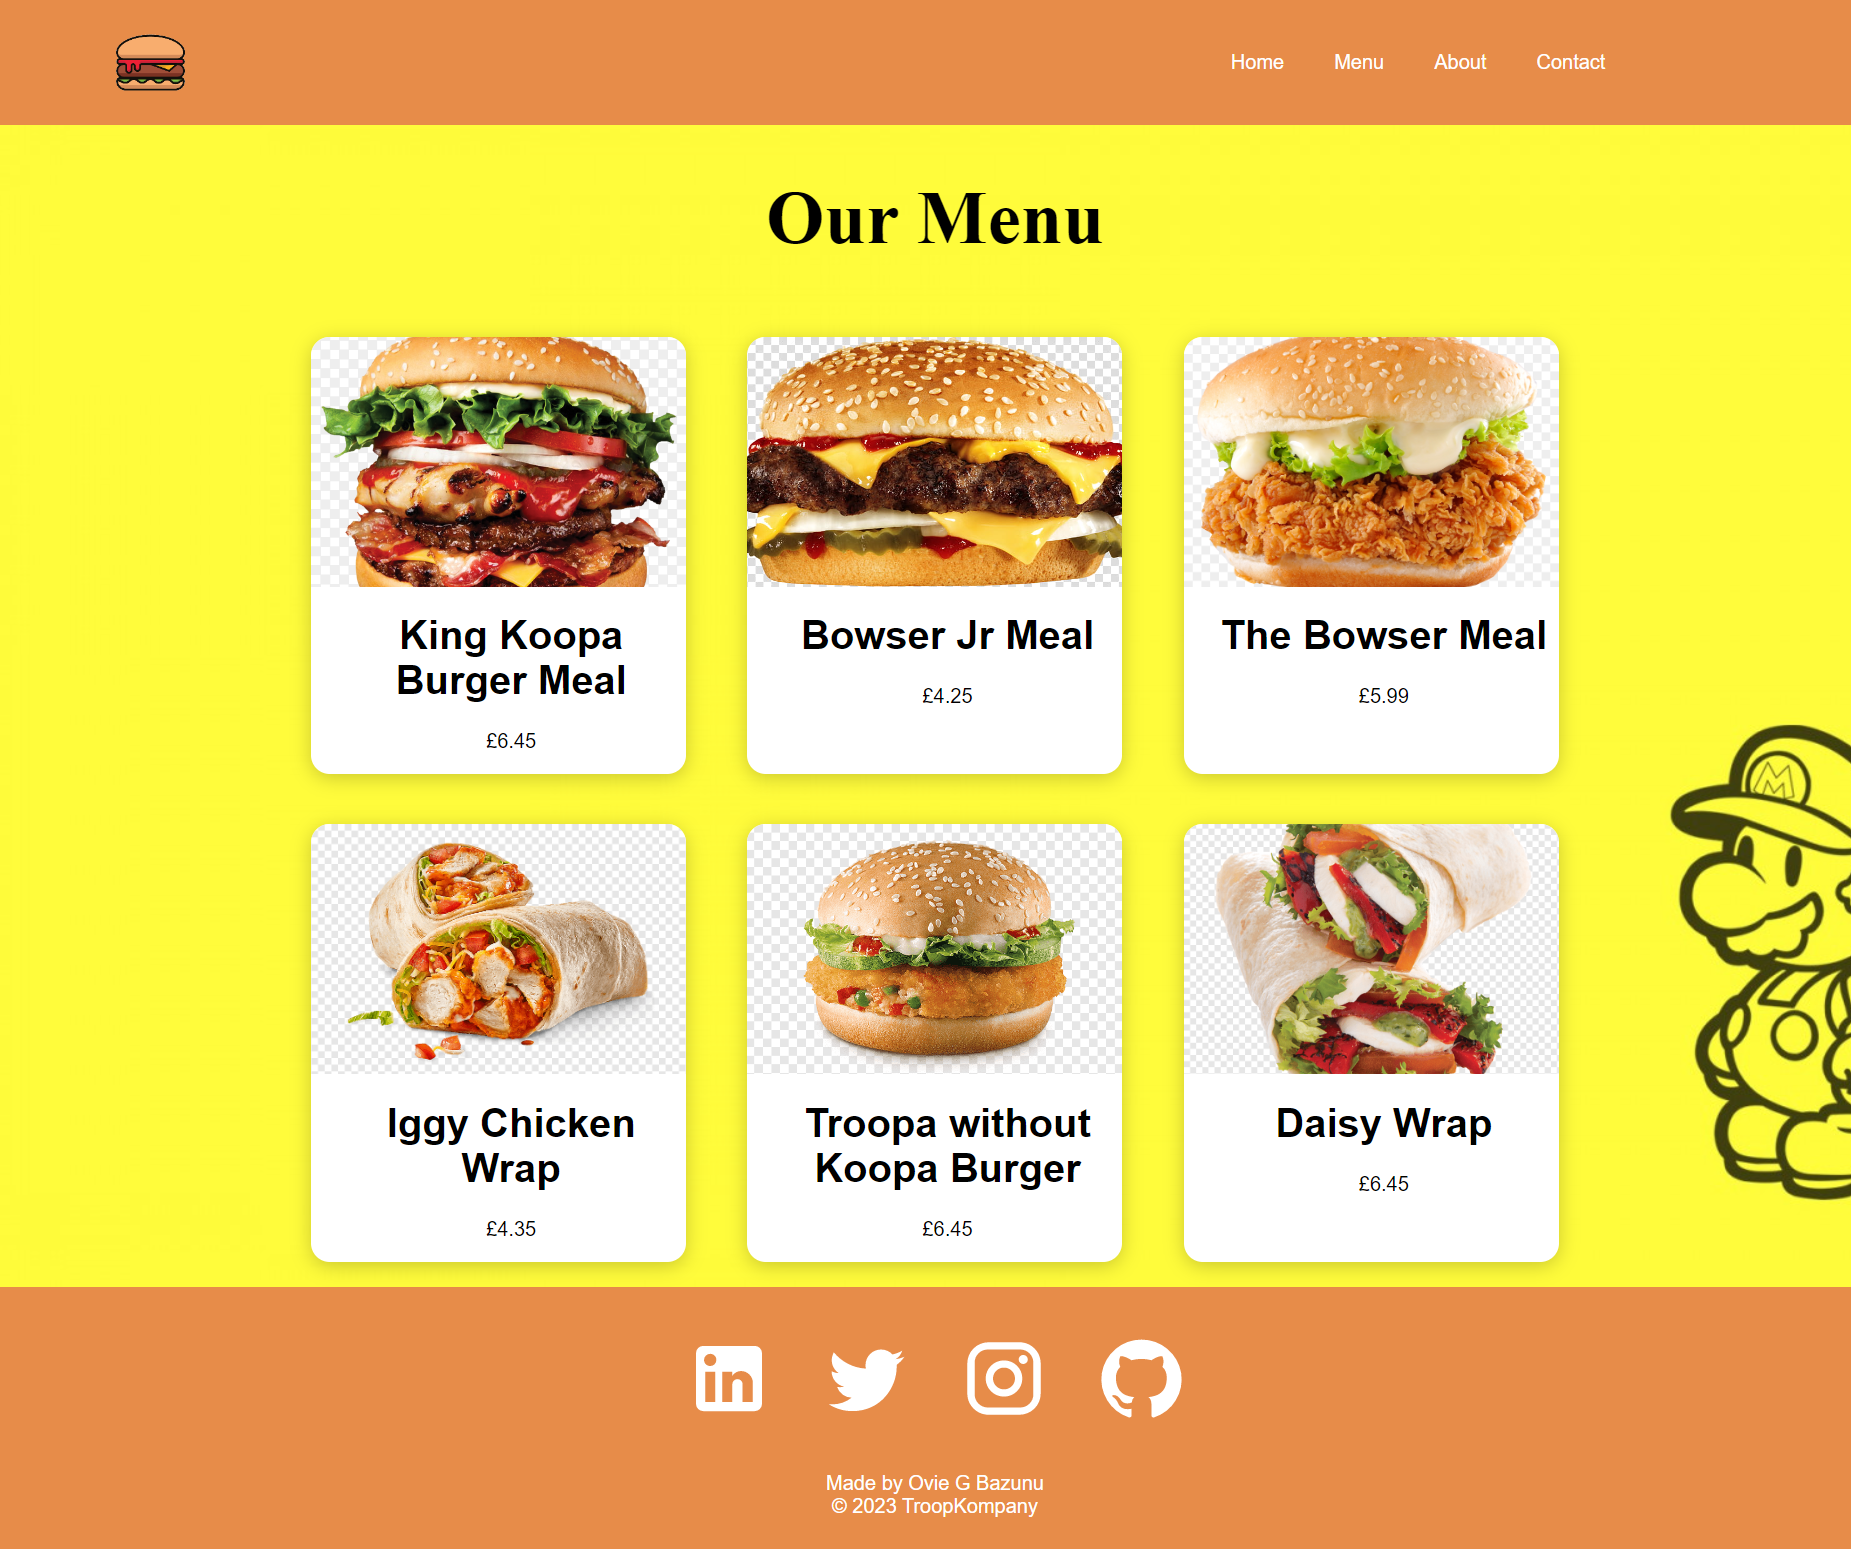 Home Menu About Contact
Our Menu
King Koopa
Burger Meal
£6.45
Bowser Jr Meal
£4.25
The Bowser Meal
£5.99
Iggy Chicken
Wrap
£4.35
Troopa without
Koopa Burger
£6.45
Daisy Wrap
£6.45
M
in
Made by Ovie G Bazunu
© 2023 TroopKompany